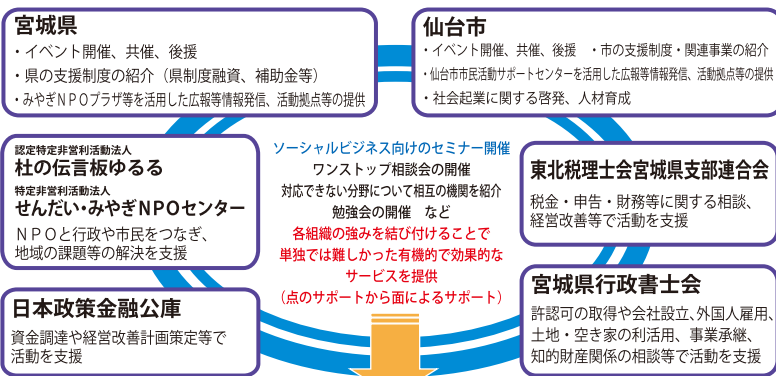 宮城県
・イベント開催、共催、後援
・県の支援制度の紹介（県制度融資、補助金等）
・みやぎＮＰＯプラザ等を活用した広報等情報発信、活動拠点等の提供
仙台市
・イベント開催、共催、後援　・市の支援制度・関連事業の紹介
・仙台市市民活動サポートセンターを活用した広報等情報発信、活動拠点等の提供
・社会起業に関する啓発、人材育成
認定特定非営利活動法人
杜の伝言板ゆるる
特定非営利活動法人
せんだい・みやぎNPOセンター
ＮＰＯと行政や市民をつなぎ、
地域の課題等の解決を支援
ソーシャルビジネス向けのセミナー開催
ワンストップ相談会の開催
対応できない分野について相互の機関を紹介
勉強会の開催　など
各組織の強みを結び付けることで
単独では難しかった有機的で効果的な
サービスを提供
（点のサポートから面によるサポート）
東北税理士会宮城県支部連合会
税金・申告・財務等に関する相談、
経営改善等で活動を支援
日本政策金融公庫
資金調達や経営改善計画策定等で
活動を支援
宮城県行政書士会
許認可の取得や会社設立、外国人雇用、
土地・空き家の利活用、事業承継、
知的財産関係の相談等で活動を支援